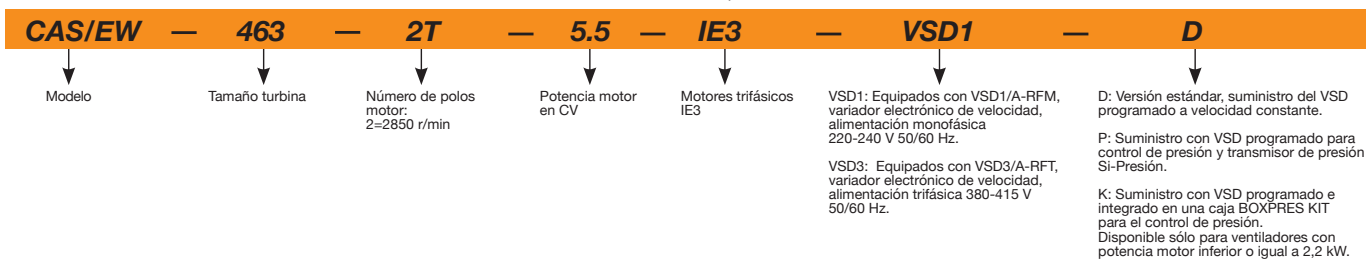 CAS/EW — 463 — 2T — 5.5 — IE3 — VSD1 — D
Modelo
Tamaño turbina
Número de polos
motor:
2=2850 r/min
Potencia motor
en CV
Motores trifásicos
IE3
VSD1: Equipados con VSD1/A-RFM,
variador electrónico de velocidad,
alimentación monofásica
220-240 V 50/60 Hz.
VSD3: Equipados con VSD3/A-RFT,
variador electrónico de velocidad,
alimentación trifásica 380-415 V
50/60 Hz.
D: Versión estándar, suministro del VSD
programado a velocidad constante.
P: Suministro con VSD programado para
control de presión y transmisor de presión
Si-Presión.
K: Suministro con VSD programado e
integrado en una caja BOXPRES KIT
para el control de presión.
Disponible sólo para ventiladores con
potencia motor inferior o igual a 2,2 kW.